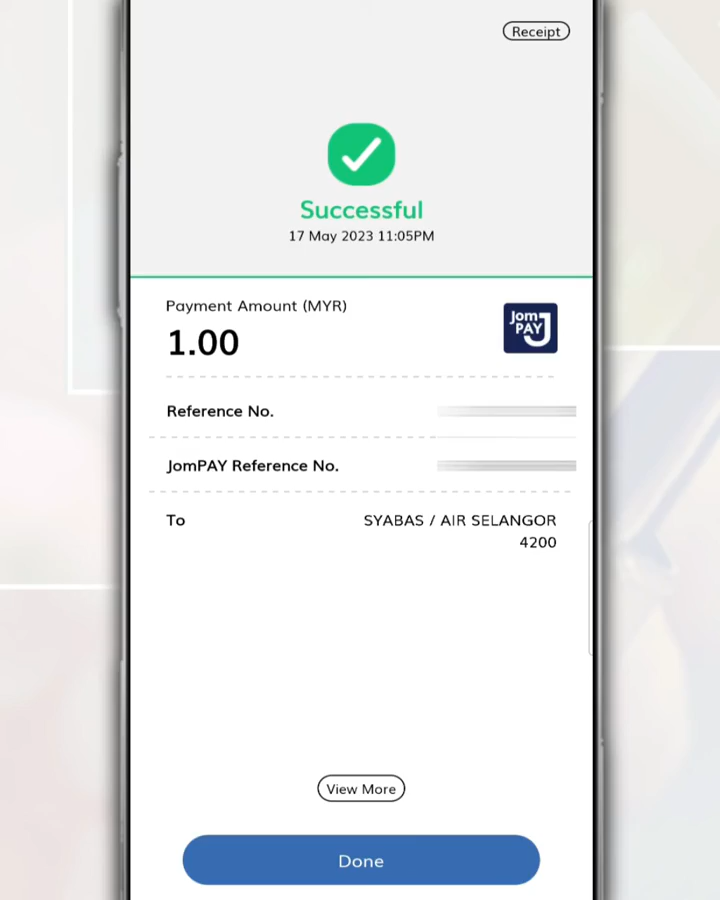 Receipt
Successful
17 May 2023 11:05PM
Payment Amount (MYR)
1.00
Jom
PAY
J
Reference No.
JomPAY Reference No.
To
SYABAS / AIR SELANGOR
4200
View More
Done